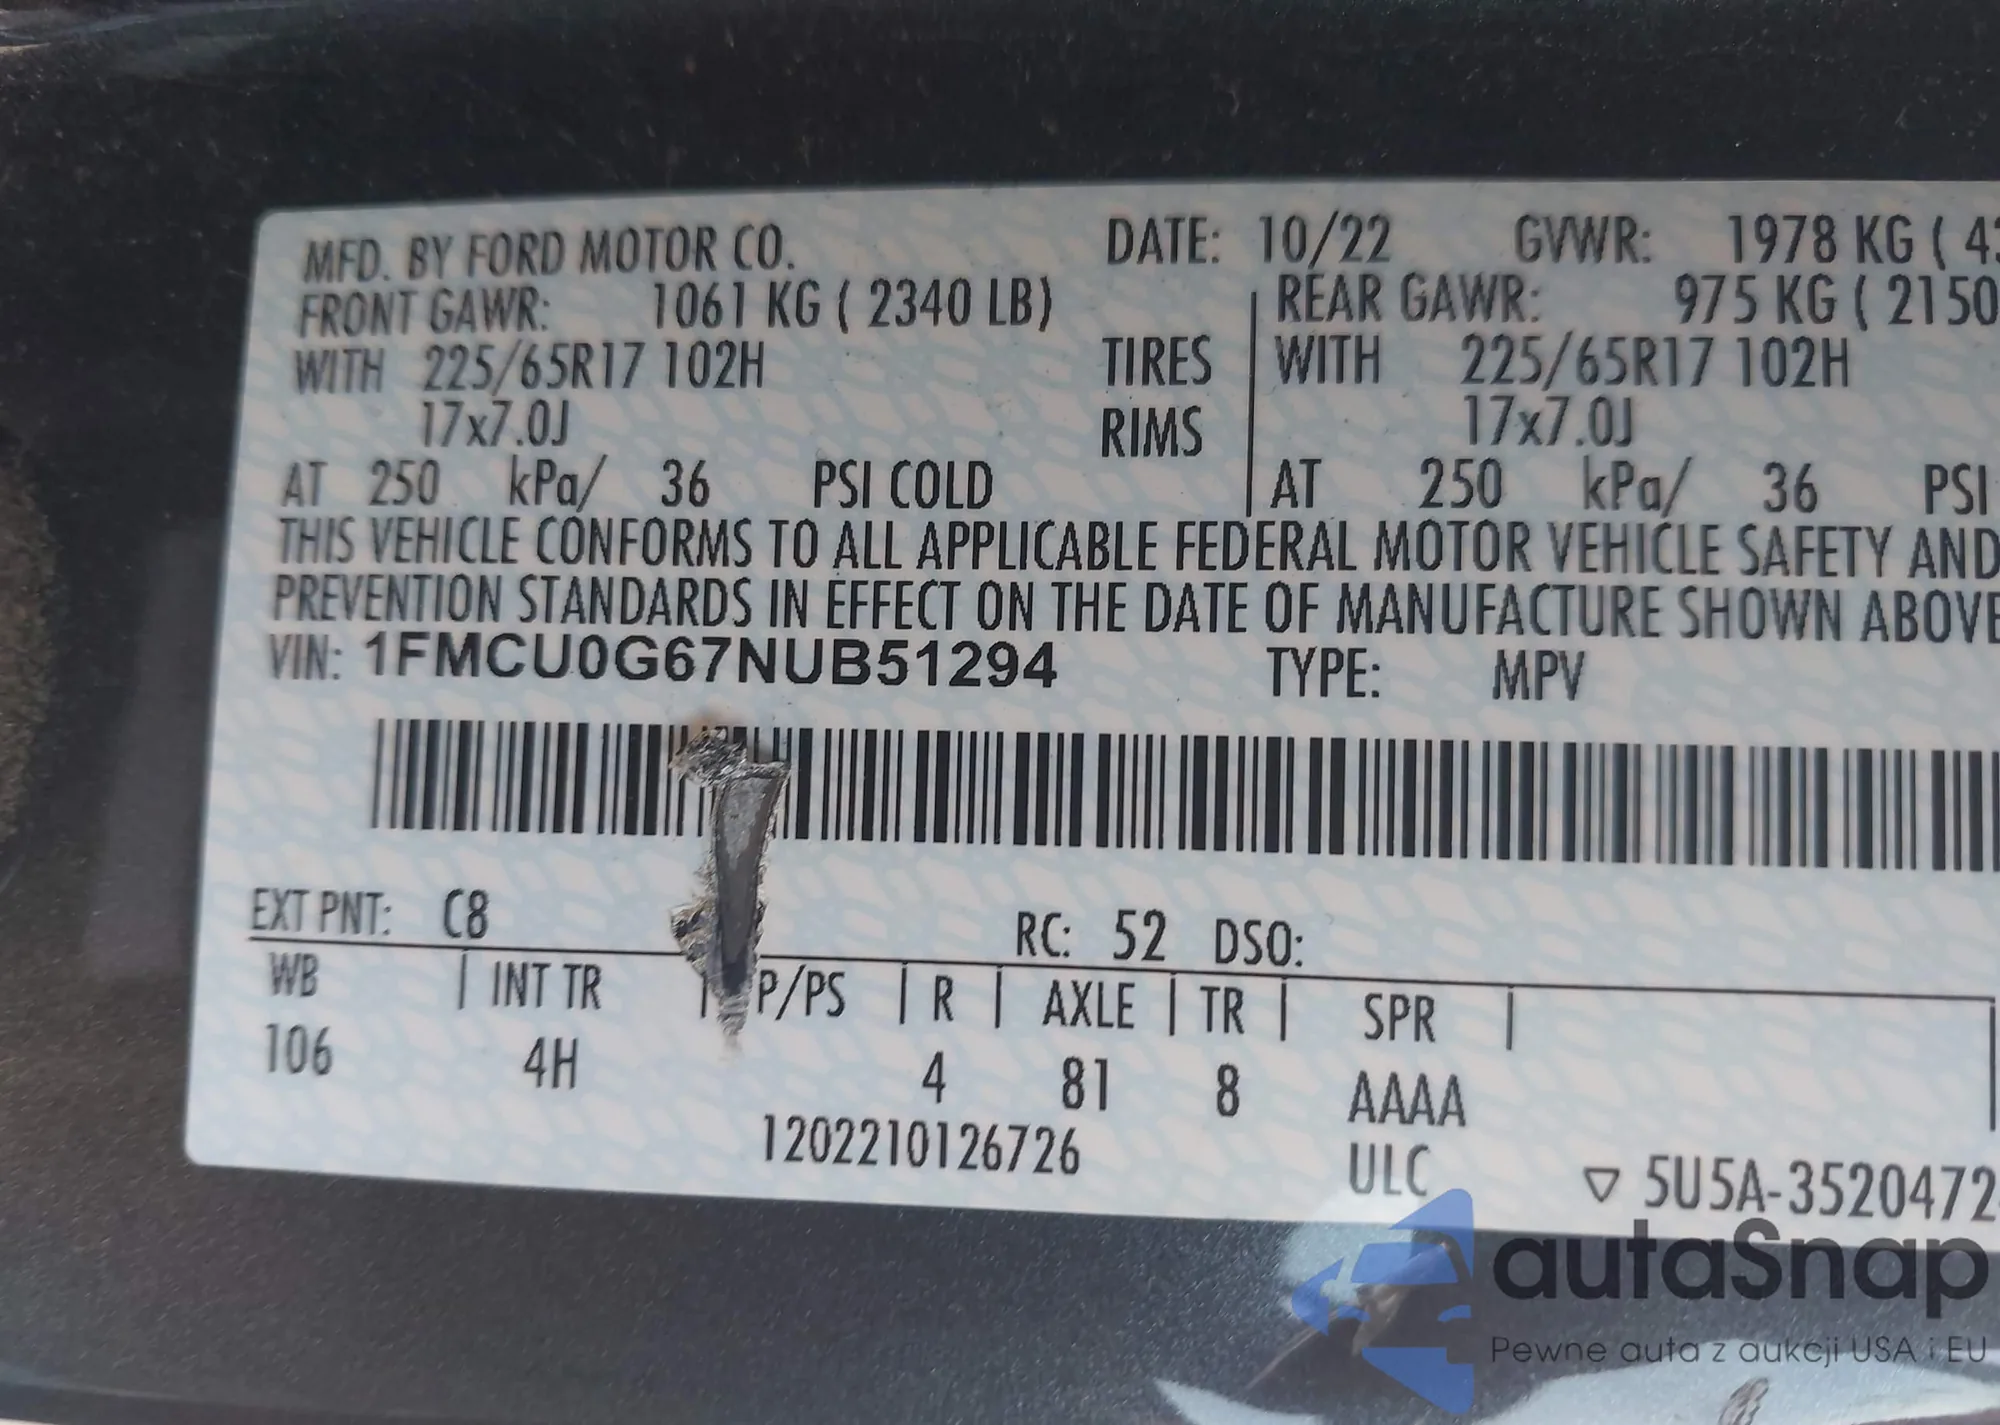 MFD. BY FORD MOTOR CO. DATE: 10/22 GVWR: 1978 KG ( 43
FRONT GAWR: 1061 KG ( 2340 LB) REAR GAWR: 975 KG ( 2150
WITH 225/65R17 102H TIRES WITH 225/65R17 102H
17x7.0J RIMS 17x7.0J
AT 250 kPa/ 36 PSI COLD AT 250 kPa/ 36 PSI
THIS VEHICLE CONFORMS TO ALL APPLICABLE FEDERAL MOTOR VEHICLE SAFETY AND
PREVENTION STANDARDS IN EFFECT ON THE DATE OF MANUFACTURE SHOWN ABOVE
VIN: 1FMCU0G67NUB51294 TYPE: MPV
EXT PNT: C8 RC: 52 DSO:
WB | INT TR | P/PS | R | AXLE | TR | SPR |
106 4H 4 81 8 AAAA
1202210126726 ULC ▽ 5U5A-3520472-
autaSnap
Pewne auta z aukcji USA i EU